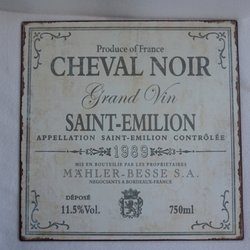 Produce of France
CHEVAL NOIR
Grand Vin
SAINT-EMILION
APPELLATION SAINT-EMILION CONTRÔLÉE
1989
MIS EN BOUTEILLE PAR LES PROPRIETAIRES
MÄHLER-BESSE S.A.
NEGOCIANTS A BORDEAUX-FRANCE
DÉPOSÉ
11.5%Vol.
750ml